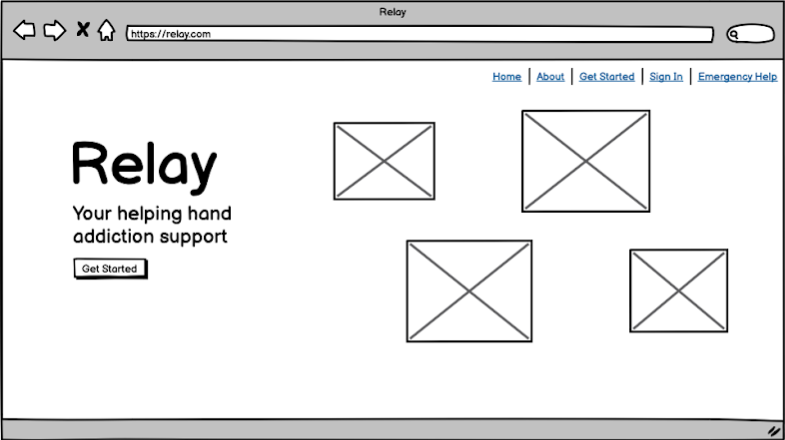 Relay
https://relay.com
Home About Get Started Sign In Emergency Help
Relay
Your helping hand
addiction support
Get Started